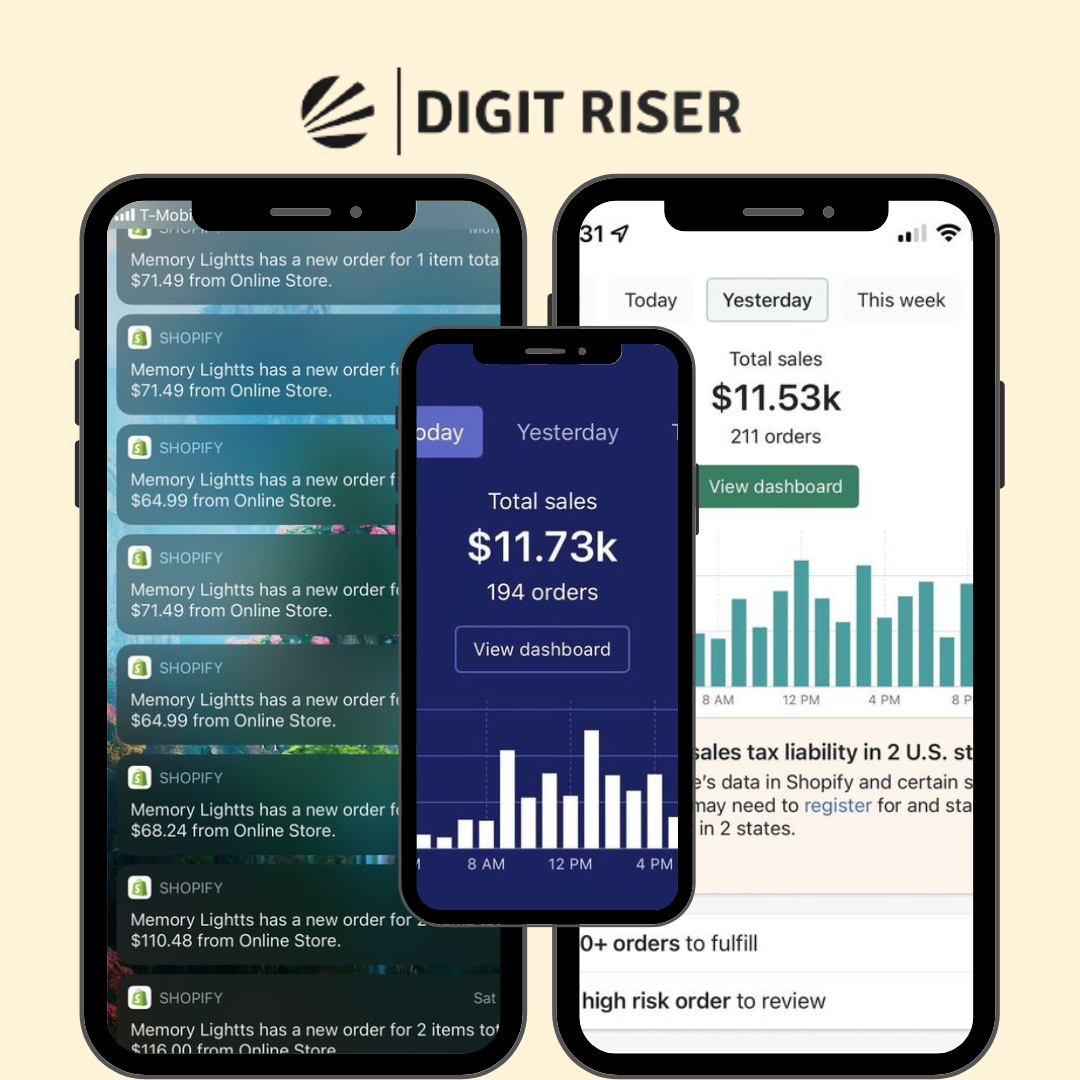 DIGIT RISER
T-Mobi
SHOPIFY
Mon
Memory Lightts has a new order for 1 item tota
$71.49 from Online Store.
SHOPIFY
Memory Lightts has a new order fo
$71.49 from Online Store.
SHOPIFY
Memory Lightts has a new order f
$64.99 from Online Store.
SHOPIFY
Memory Lightts has a new order fo
$71.49 from Online Store.
SHOPIFY
Memory Lightts has a new order fo
$64.99 from Online Store.
SHOPIFY
Memory Lightts has a new order fo
$68.24 from Online Store.
SHOPIFY
Memory Lightts has a new order for 2
$110.48 from Online Store.
SHOPIFY
Sat
Memory Lightts has a new order for 2 items tot
$116.00 from Online Store
oday Yesterday T
Total sales
$11.73k
194 orders
View dashboard
8 AM 12 PM 4 PM
31
Today Yesterday This week
Total sales
$11.53k
211 orders
View dashboard
8 AM 12 PM 4 PM 8 P
sales tax liability in 2 U.S. st
e's data in Shopify and certain s
may need to register for and sta
in 2 states.
0+ orders to fulfill
high risk order to review